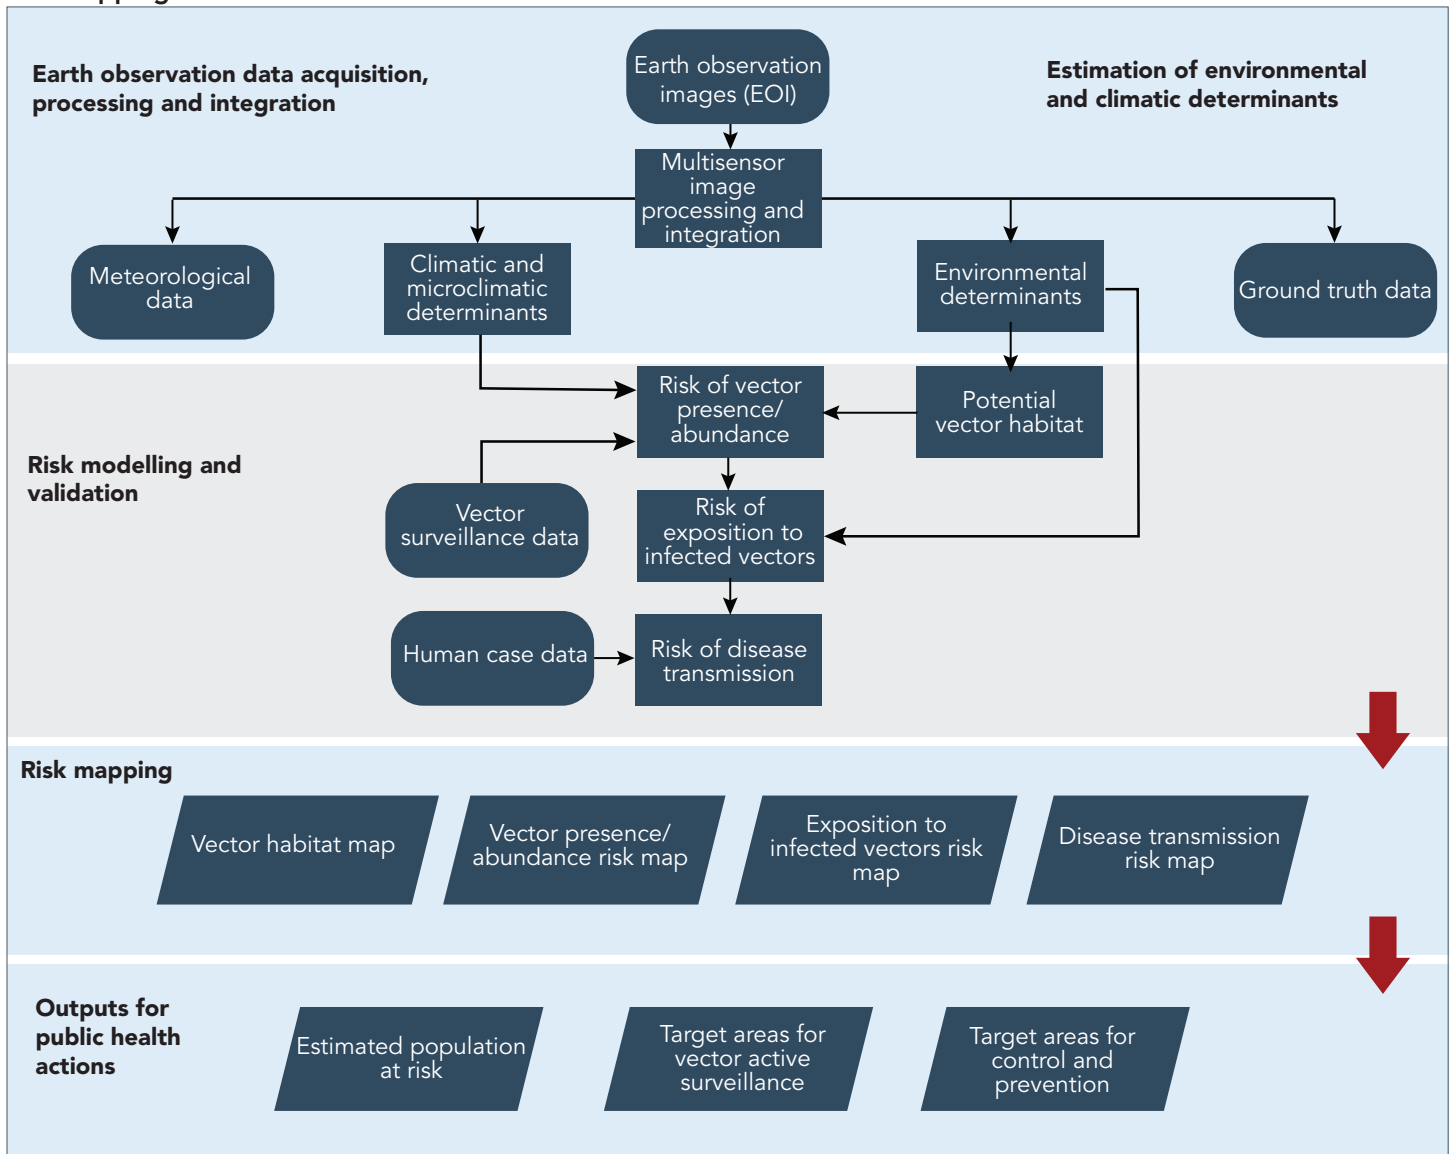 Earth observation data acquisition,
processing and integration
Earth observation
images (EOI)
Estimation of environmental
and climatic determinants
Multisensor
image
processing and
integration
Meteorological
data
Climatic and
microclimatic
determinants
Environmental
determinants
Ground truth data
Risk modelling and
validation
Risk of vector
presence/
abundance
Potential
vector habitat
Vector
surveillance data
Risk of
exposition to
infected vectors
Human case data
Risk of disease
transmission
Risk mapping
Vector habitat map
Vector presence/
abundance risk map
Exposition to
infected vectors risk
map
Disease transmission
risk map
Outputs for
public health
actions
Estimated population
at risk
Target areas for
vector active
surveillance
Target areas for
control and
prevention